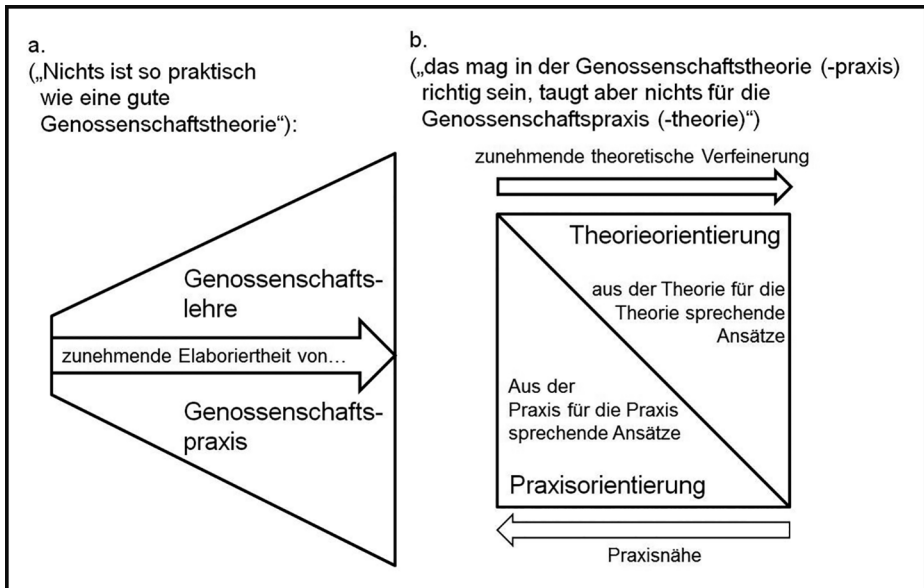 a.
(„Nichts ist so praktisch
wie eine gute
Genossenschaftstheorie“):
Genossenschafts-
lehre
zunehmende Elaboriertheit von…
Genossenschafts-
praxis
b.
(„das mag in der Genossenschaftstheorie (-praxis)
richtig sein, taugt aber nichts für die
Genossenschaftspraxis (-theorie)“)
zunehmende theoretische Verfeinerung
Theorieorientierung
aus der Theorie für die
Theorie sprechende
Ansätze
Aus der
Praxis für die Praxis
sprechende Ansätze
Praxisorientierung
Praxisnähe